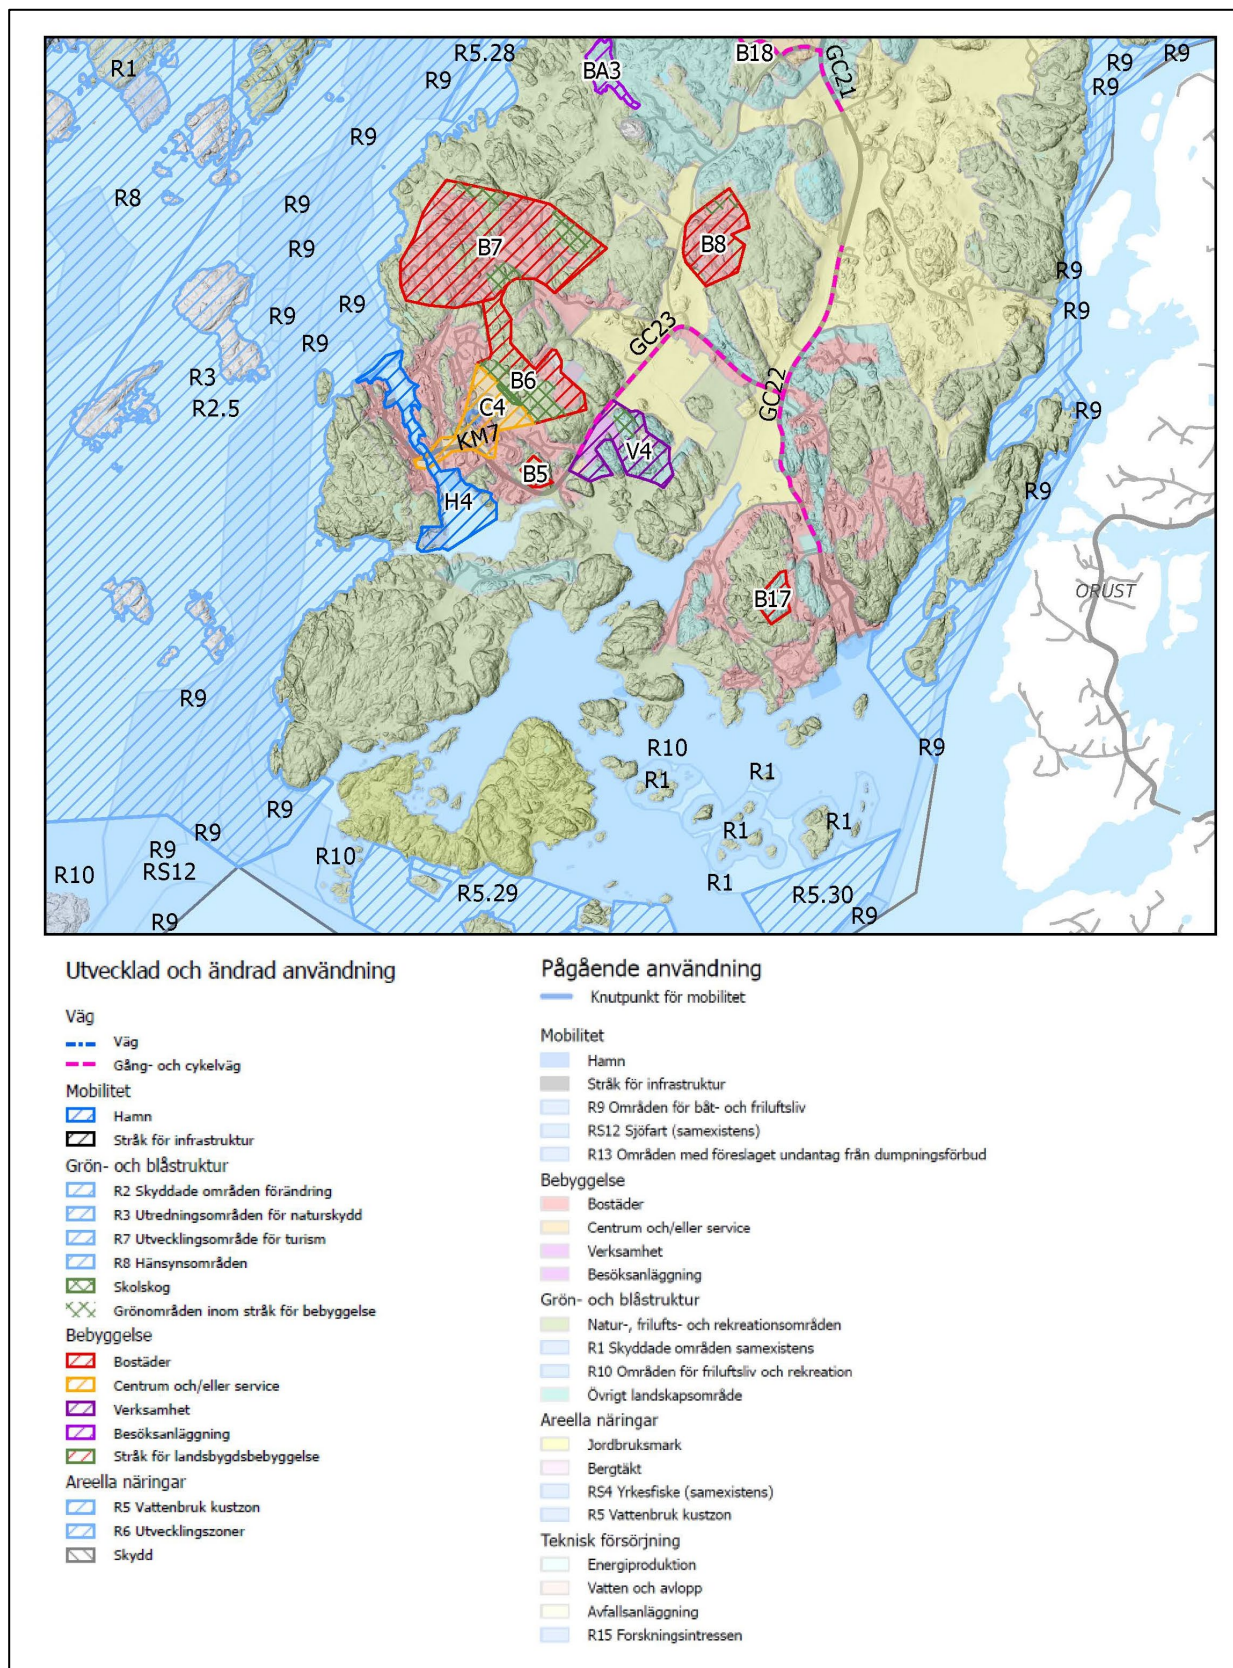 R1
R5.28
R9
BA3
B18
GC21
R9
R9
R9
R9
R8
R9
R9
B7
B8
R9
R9
R9
R9
R9
GC23
R3
R2.5
B6
C4
KM7
GC22
R9
V4
B5
H4
R9
B17
ORUST
R9
R10
R9
R1
R1
R9
R9
R1
R1
R9
RS12
R10
R10
R5.29
R1
R5.30
R9
R9
Utvecklad och ändrad användning
Väg
Väg
Gång- och cykelväg
Mobilitet
Hamn
Stråk för infrastruktur
Grön- och blåstruktur
R2 Skyddade områden förändring
R3 Utredningsområden för naturskydd
R7 Utvecklingsområde för turism
R8 Hänsynsområden
Skolskog
Grönområden inom stråk för bebyggelse
Bebyggelse
Bostäder
Centrum och/eller service
Verksamhet
Besöksanläggning
Stråk för landsbygdsbebyggelse
Areella näringar
R5 Vattenbruk kustzon
R6 Utvecklingszoner
Skydd
Pågående användning
Knutpunkt för mobilitet
Mobilitet
Hamn
Stråk för infrastruktur
R9 Områden för båt- och friluftsliv
RS12 Sjöfart (samexistens)
R13 Områden med föreslaget undantag från dumpningsförbud
Bebyggelse
Bostäder
Centrum och/eller service
Verksamhet
Besöksanläggning
Grön- och blåstruktur
Natur-, frilufts- och rekreationsområden
R1 Skyddade områden samexistens
R10 Områden för friluftsliv och rekreation
Övrigt landskapsområde
Areella näringar
Jordbruksmark
Bergtäkt
RS4 Yrkesfiske (samexistens)
R5 Vattenbruk kustzon
Teknisk försörjning
Energiproduktion
Vatten och avlopp
Avfallsanläggning
R15 Forskningsintressen